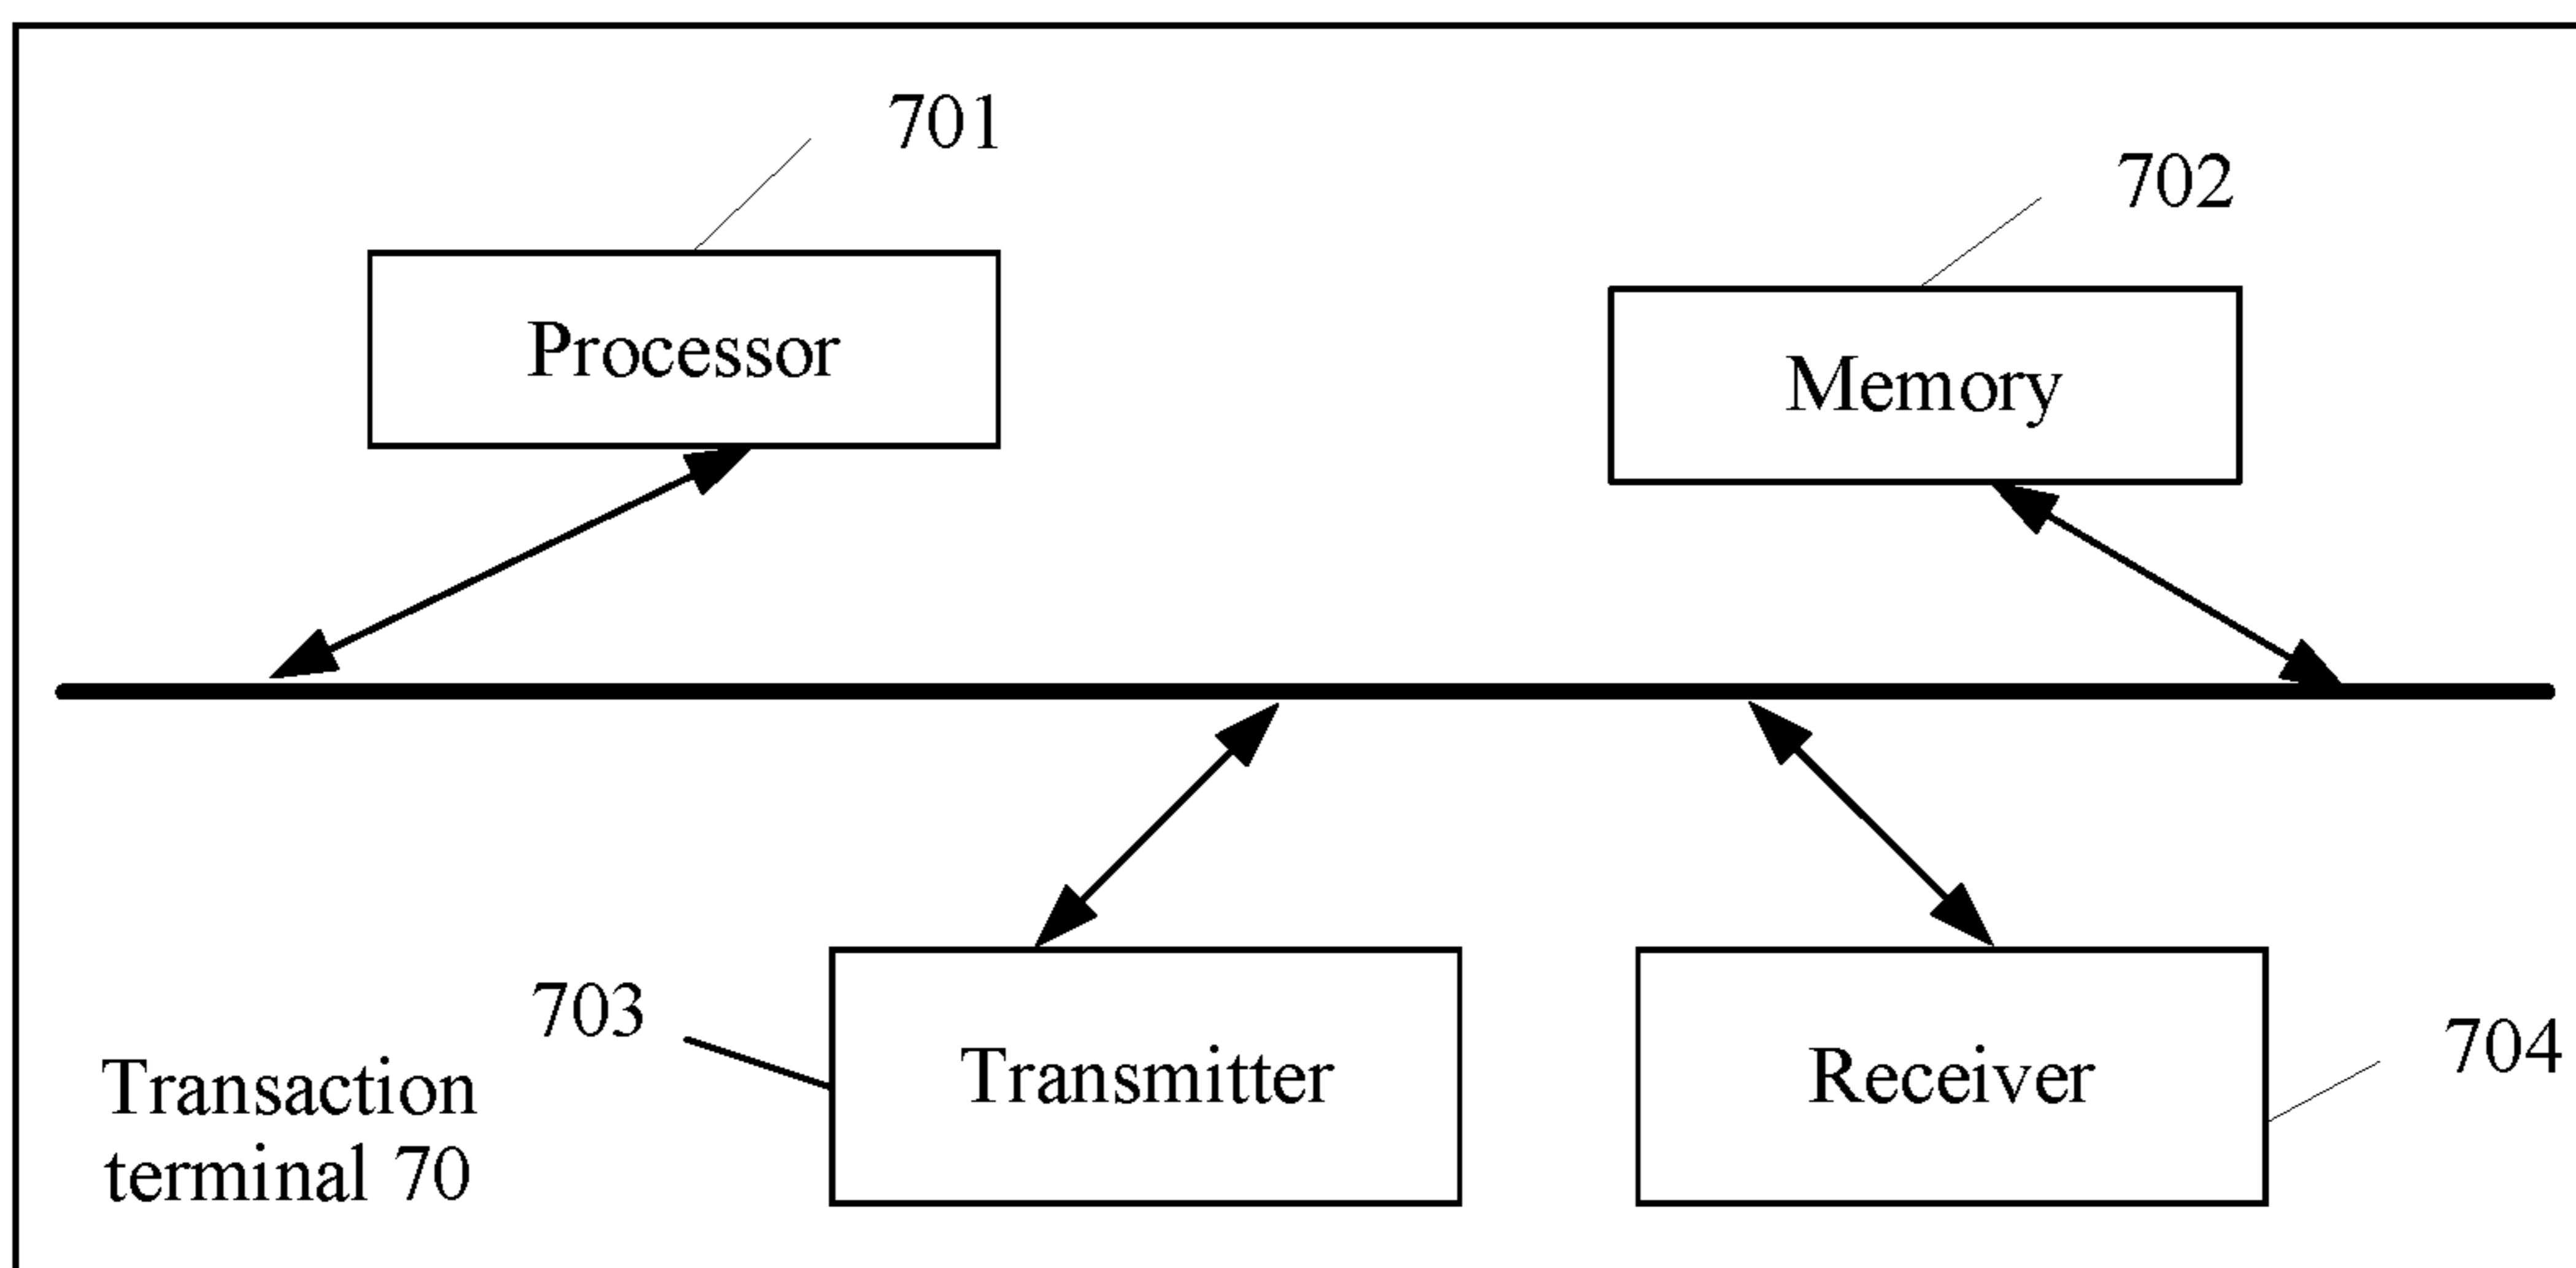 701
702
Processor
Memory
703
Transmitter
Receiver
704
Transaction
terminal 70